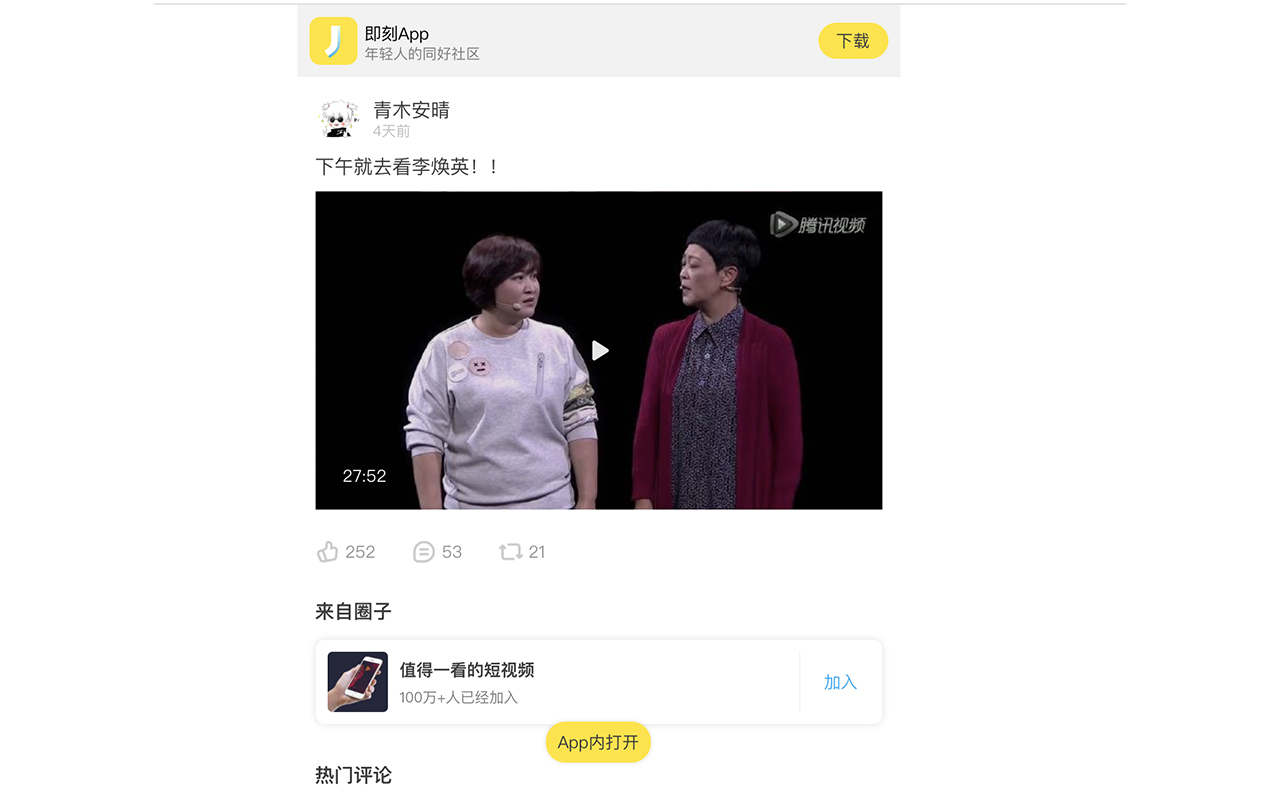 即刻App
年轻人的同好社区
下载
青木安晴
4天前
下午就去看李焕英！！
腾讯视频
27:52
252
53
21
来自圈子
值得一看的短视频
100万+人已经加入
加入
App内打开
热门评论